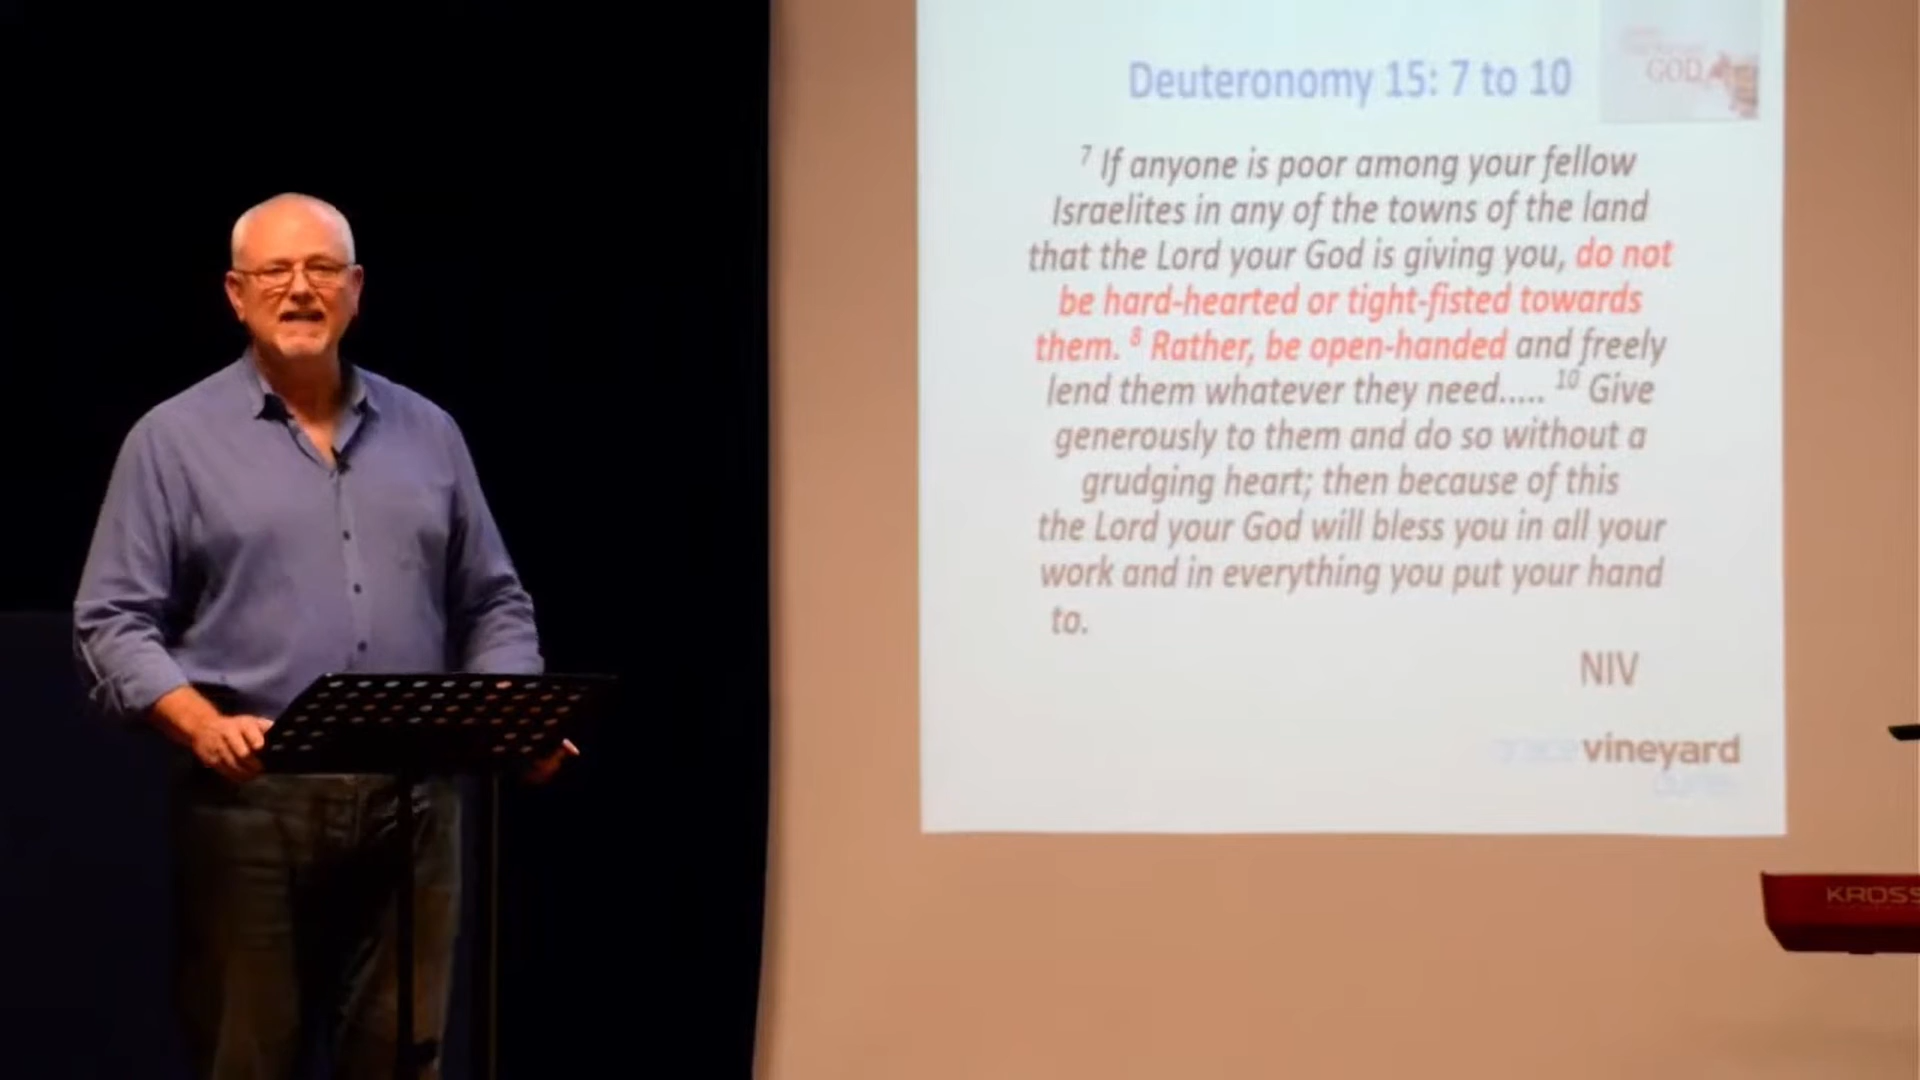 Deuteronomy 15: 7 to 10
GOD
7 If anyone is poor among your fellow
Israelites in any of the towns of the land
that the Lord your God is giving you, do not
be hard-hearted or tight-fisted towards
them. 8 Rather, be open-handed and freely
lend them whatever they need..... 10 Give
generously to them and do so without a
grudging heart; then because of this
the Lord your God will bless you in all your
work and in everything you put your hand
to.
NIV
vineyard
KROSS